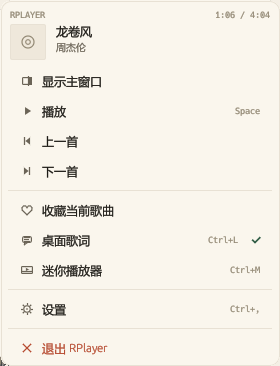 RPLAYER 1:06 / 4:04
龙卷风
周杰伦
显示主窗口
播放 Space
上一首
下一首
收藏当前歌曲
桌面歌词 Ctrl+L
迷你播放器 Ctrl+M
设置 Ctrl+,
退出 RPlayer